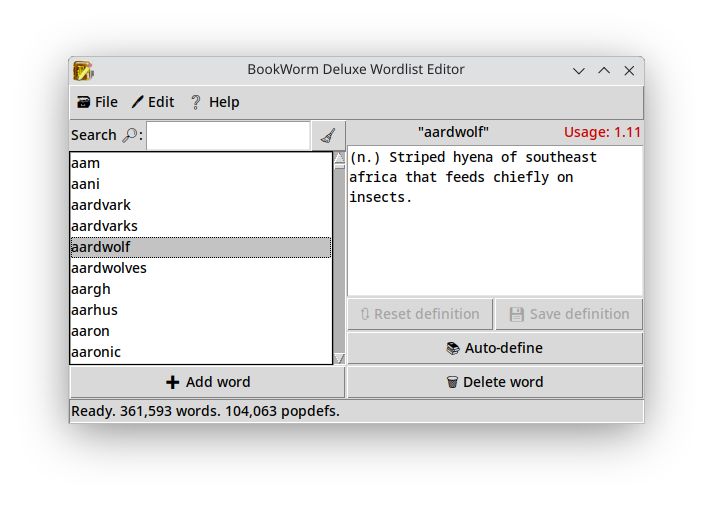 BookWorm Deluxe Wordlist Editor
File Edit Help
Search :
"aardwolf" Usage: 1.11
aam
aani
aardvark
aardvarks
aardwolf
aardwolves
aargh
aarhus
aaron
aaronic
(n.) Striped hyena of southeast
africa that feeds chiefly on
insects.
Reset definition Save definition
Auto-define
Add word Delete word
Ready. 361,593 words. 104,063 popdefs.